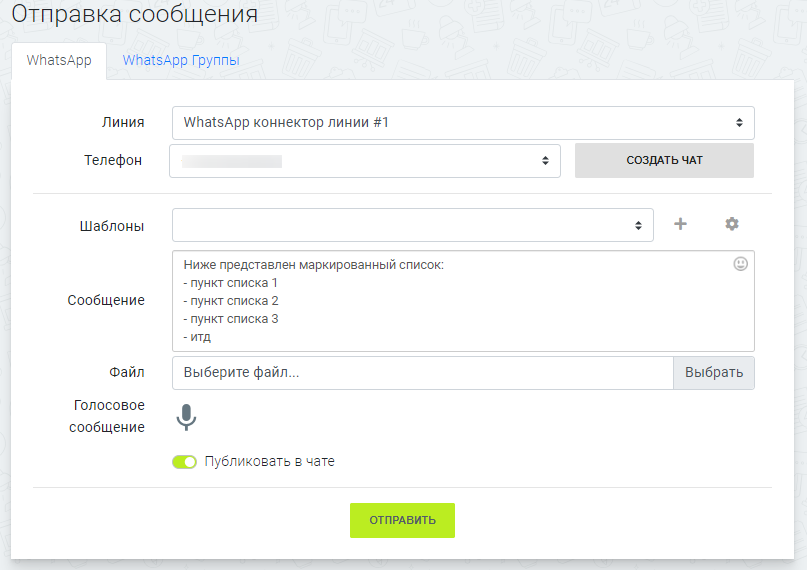 Отправка сообщения
WhatsApp
WhatsApp Группы
Линия
WhatsApp коннектор линии #1
Телефон
СОЗДАТЬ ЧАТ
Шаблоны
Сообщение
Ниже представлен маркированный список:
- пункт списка 1
- пункт списка 2
- пункт списка 3
- итд
Файл
Выберите файл...
Выбрать
Голосовое
сообщение
Публиковать в чате
ОТПРАВИТЬ